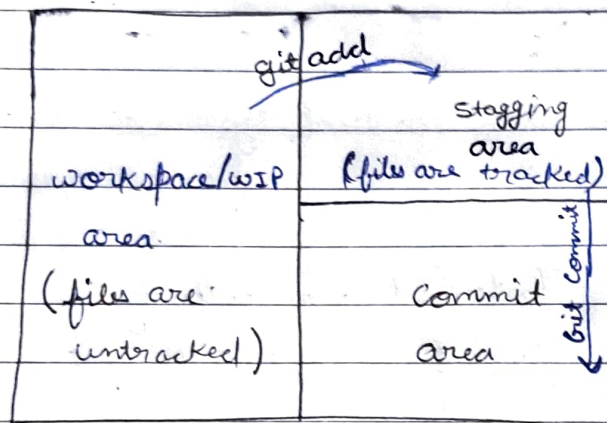 git add
stagging
area
(files are tracked)
workspace/WIP
area.
(files are
untracked)
Commit
area
Git Commit